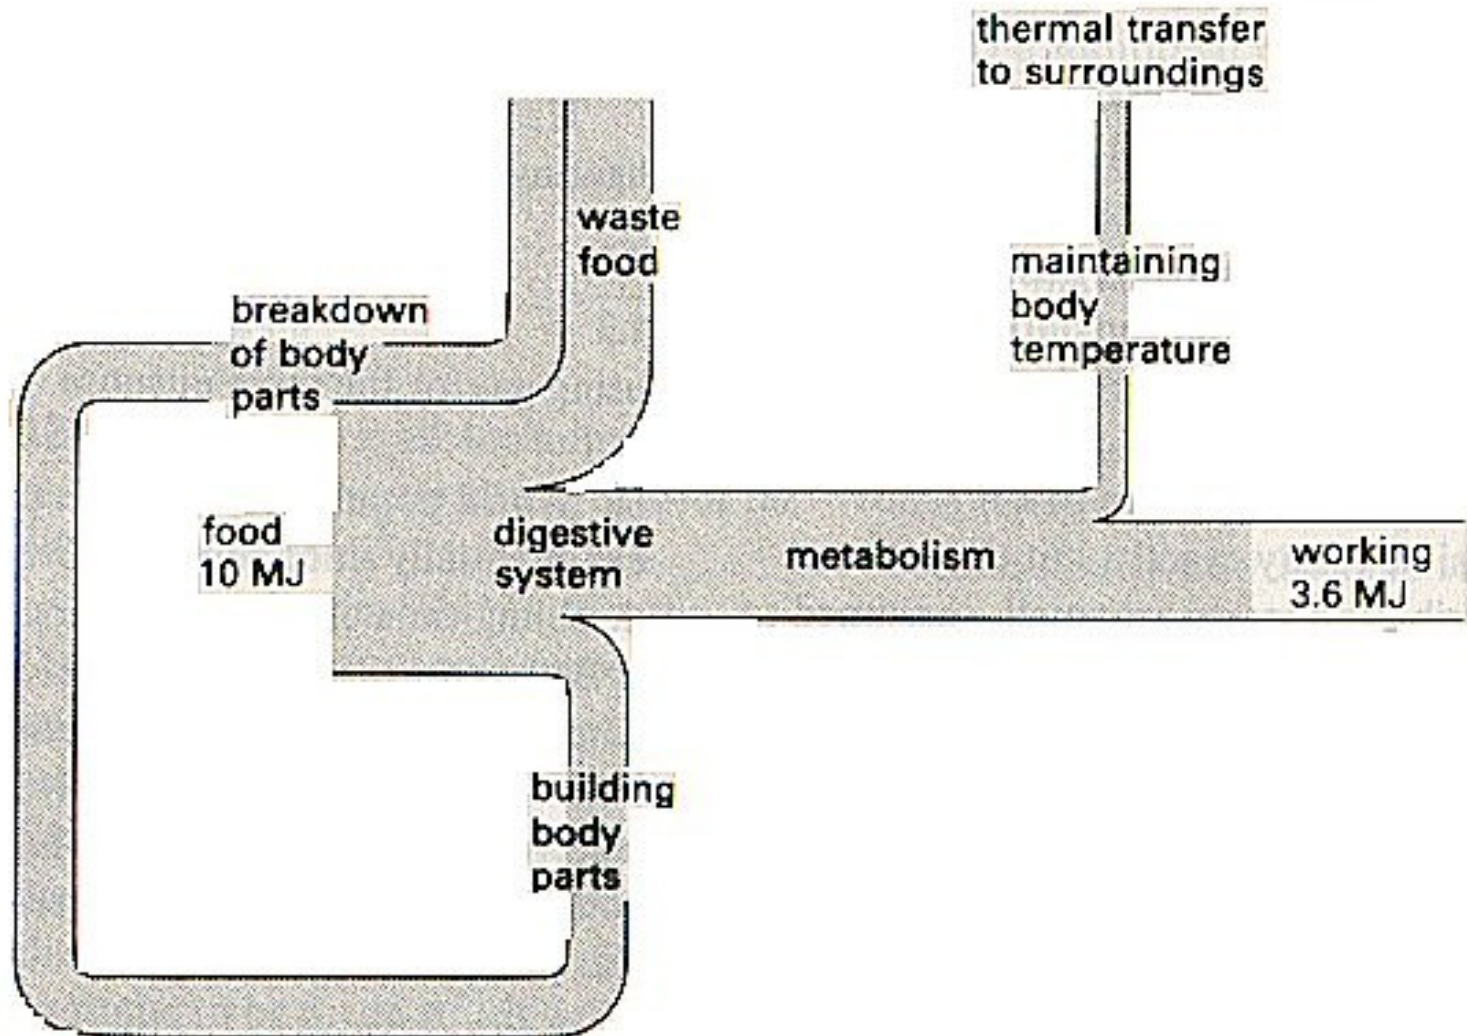 thermal transfer
to surroundings
waste
food
maintaining
body
temperature
breakdown
of body
parts
food
10 MJ
digestive
system
metabolism
working
3.6 MJ
building
body
parts